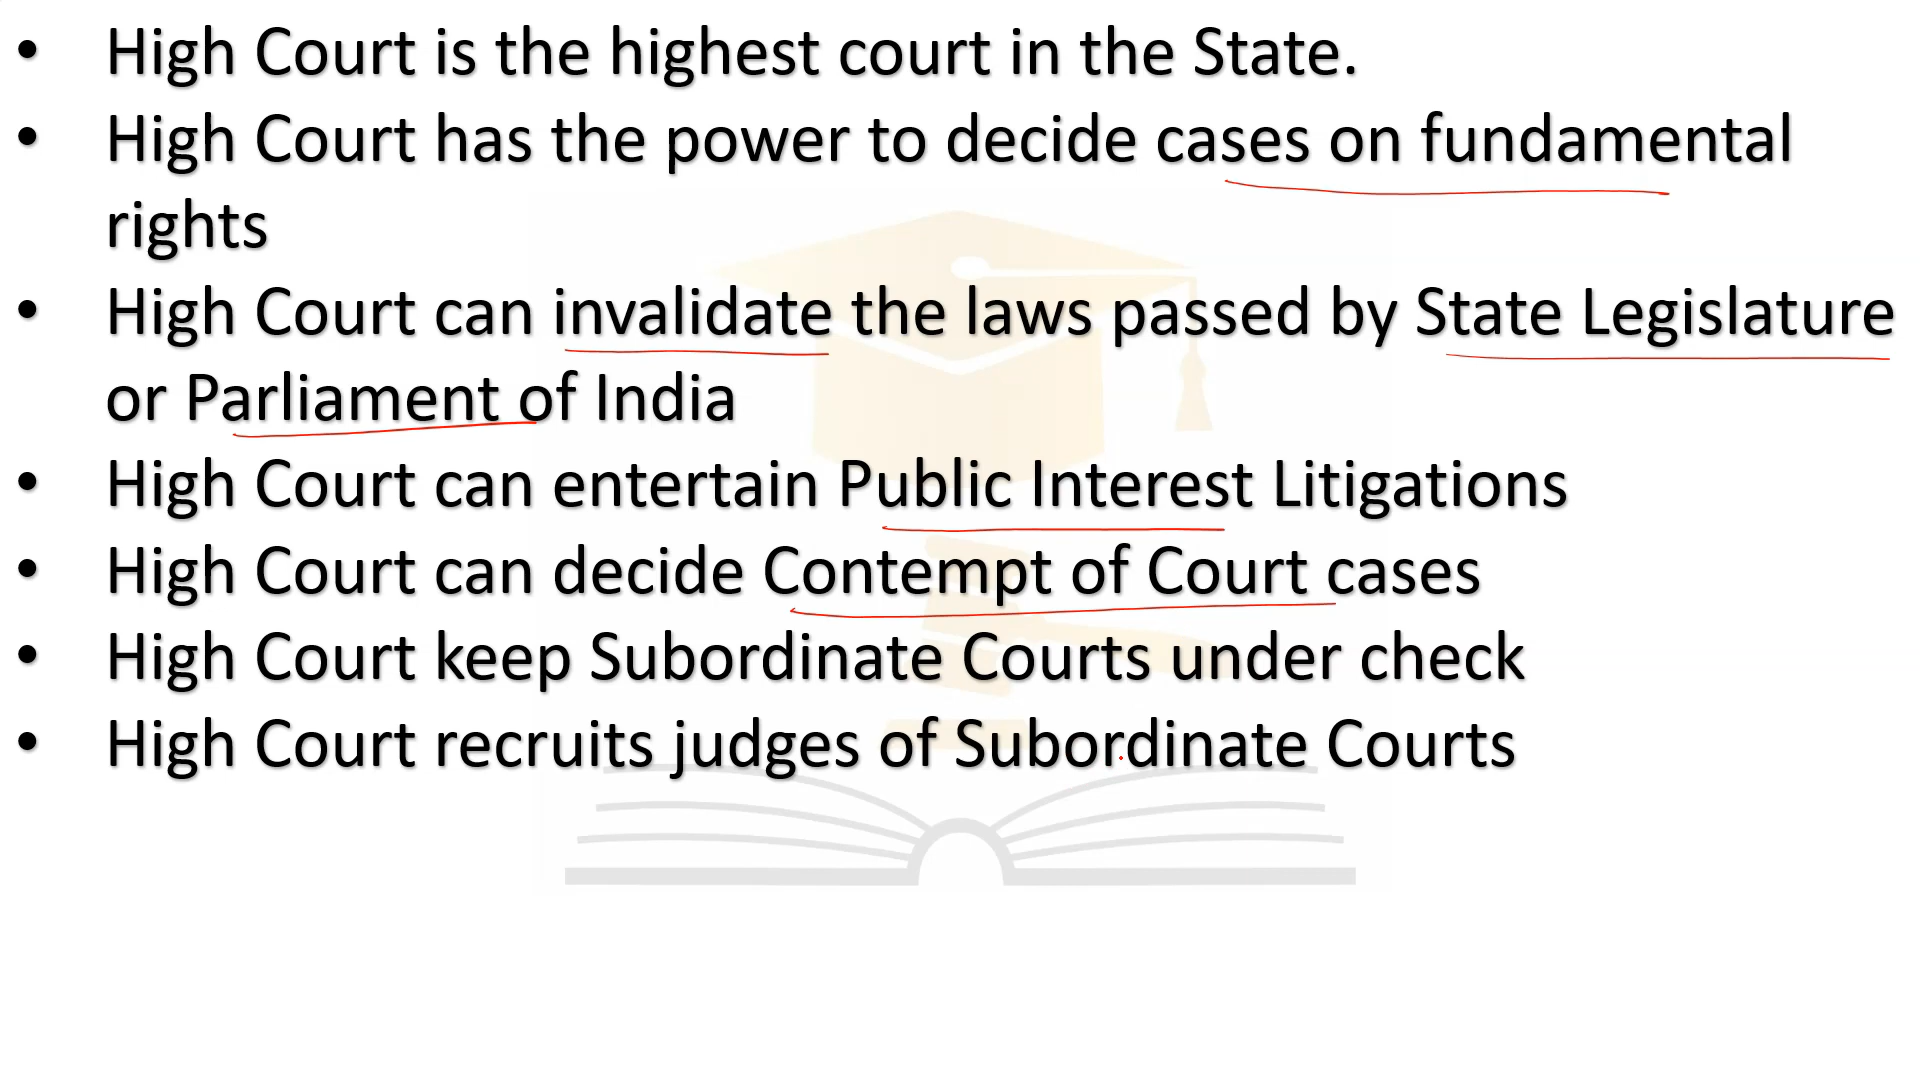 • High Court is the highest court in the State.
• High Court has the power to decide cases on fundamental
rights
• High Court can invalidate the laws passed by State Legislature
or Parliament of India
• High Court can entertain Public Interest Litigations
• High Court can decide Contempt of Court cases
• High Court keep Subordinate Courts under check
• High Court recruits judges of Subordinate Courts